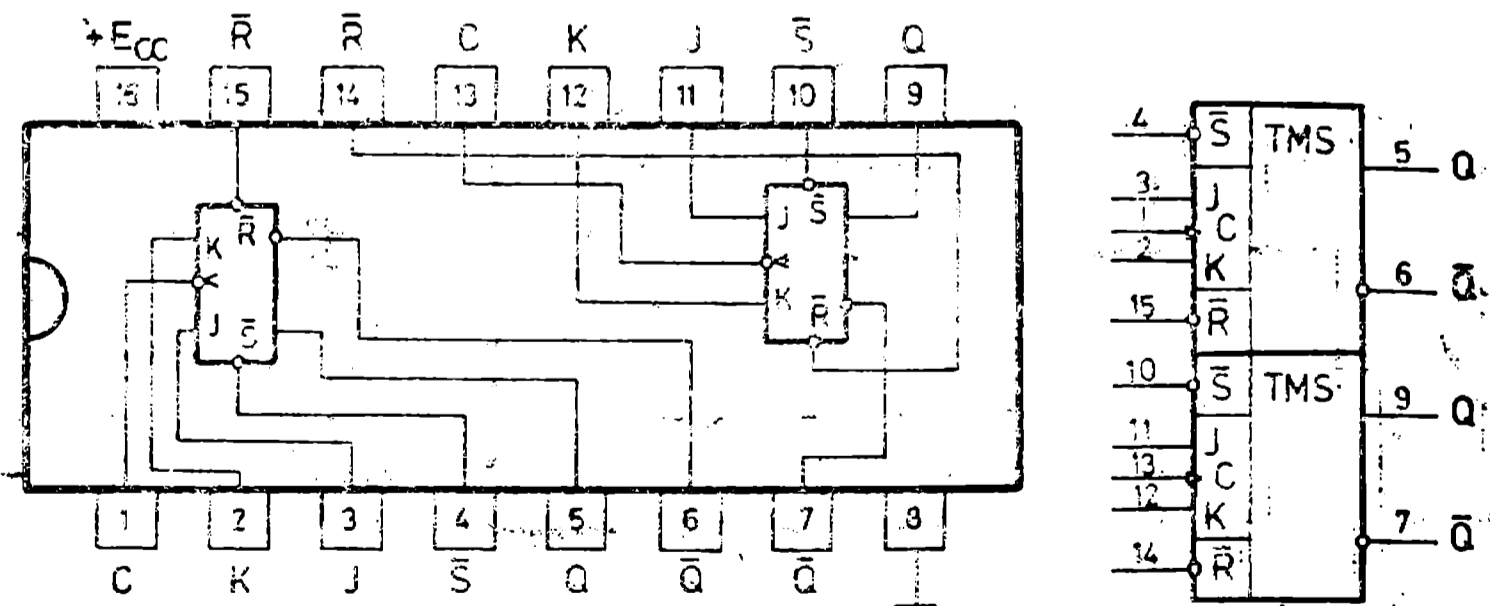 +E_CC R̅ R̅ C K J S̅ Q
16 15 14 13 12 11 10 9
R̅
K
J
S̅
J
S̅
K
R̅
1 2 3 4 5 6 7 8
C K J S̅ Q Q̅ Q̅
4 S̅ TMS 5 Q
3 J
1 C
2 K 6 Q̅
15 R̅
10 S̅ TMS 9 Q
11 J
13 C
12 K 7 Q̅
14 R̅